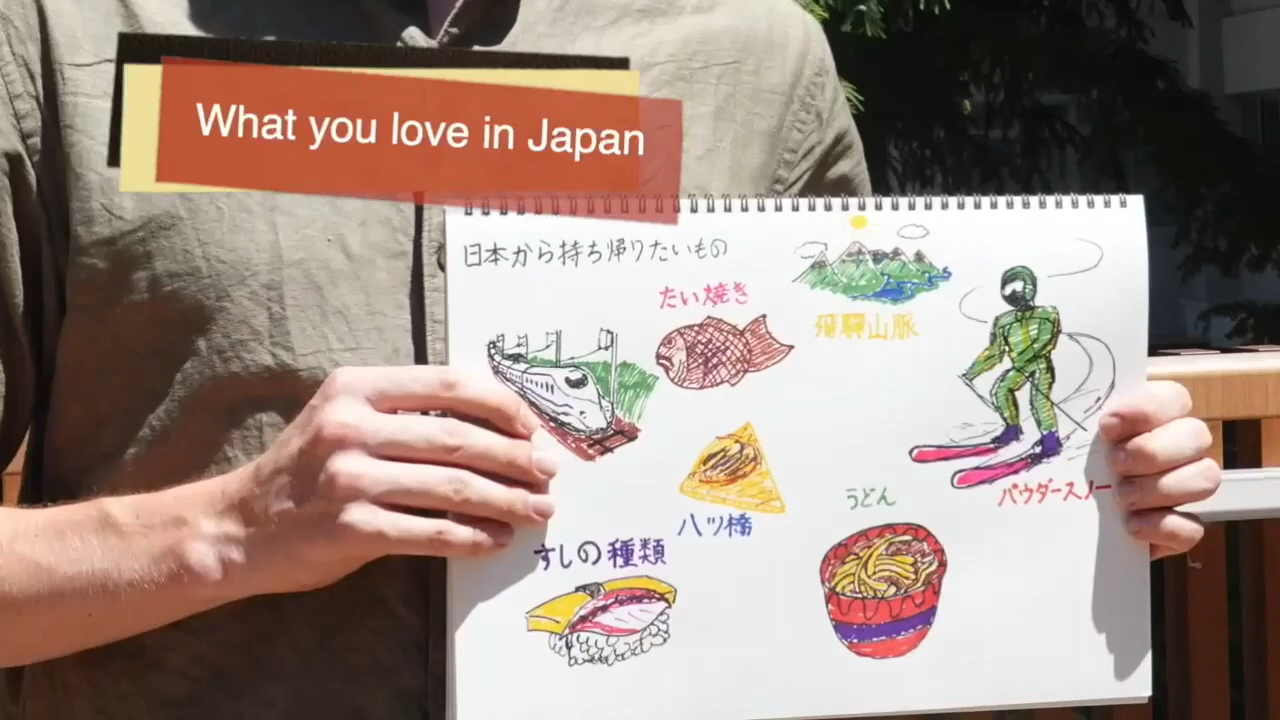 What you love in Japan
日本から持ち帰りたいもの
たい焼き
飛騨山脈
パウダースノー
八ツ橋
うどん
すしの種類